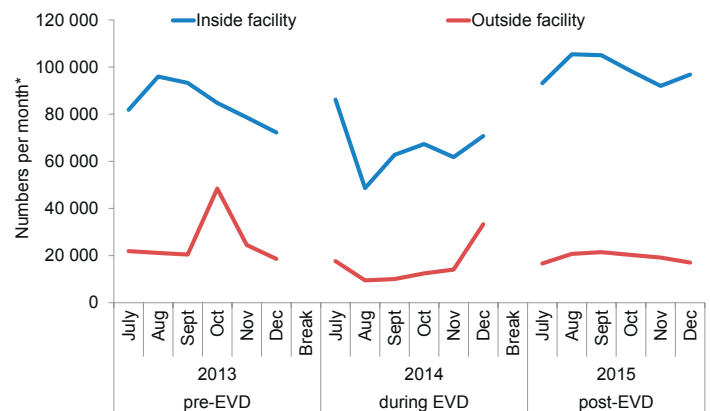 Inside facility Outside facility
Numbers per month*
120 000
100 000
80 000
60 000
40 000
20 000
0
July Aug Sept Oct Nov Dec Break July Aug Sept Oct Nov Dec Break July Aug Sept Oct Nov Dec
2013 2014 2015
pre-EVD during EVD post-EVD